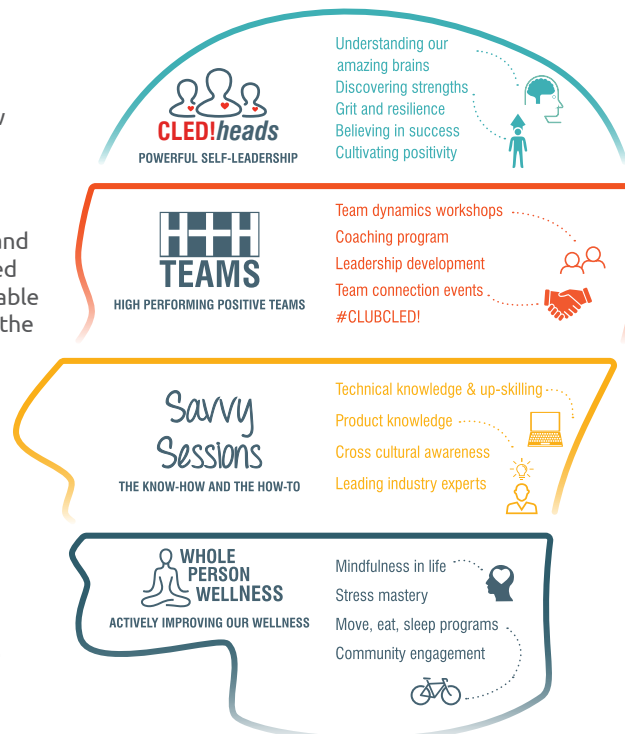 Understanding our
amazing brains
Discovering strengths
Grit and resilience
Believing in success
Cultivating positivity
CLED!heads
POWERFUL SELF-LEADERSHIP
and
able
the
Team dynamics workshops
Coaching program
Leadership development
Team connection events
#CLUBCLED!
TEAMS
HIGH PERFORMING POSITIVE TEAMS
Technical knowledge & up-skilling
Product knowledge
Cross cultural awareness
Leading industry experts
Savvy
Sessions
THE KNOW-HOW AND THE HOW-TO
WHOLE
PERSON
WELLNESS
ACTIVELY IMPROVING OUR WELLNESS
Mindfulness in life
Stress mastery
Move, eat, sleep programs
Community engagement